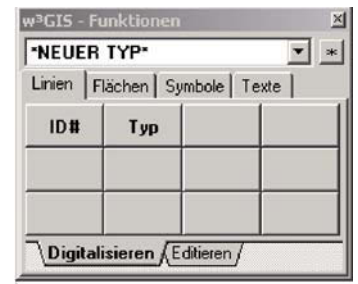 w³GIS - Funktionen
*NEUER TYP*
*
Linien Flächen Symbole Texte
ID# Typ
Digitalisieren Editieren